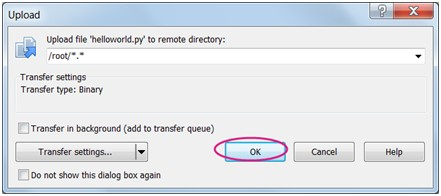 Upload
Upload file 'helloworld.py' to remote directory:
/root/*.*
Transfer settings
Transfer type: Binary
Transfer in background (add to transfer queue)
Transfer settings...
OK
Cancel
Help
Do not show this dialog box again